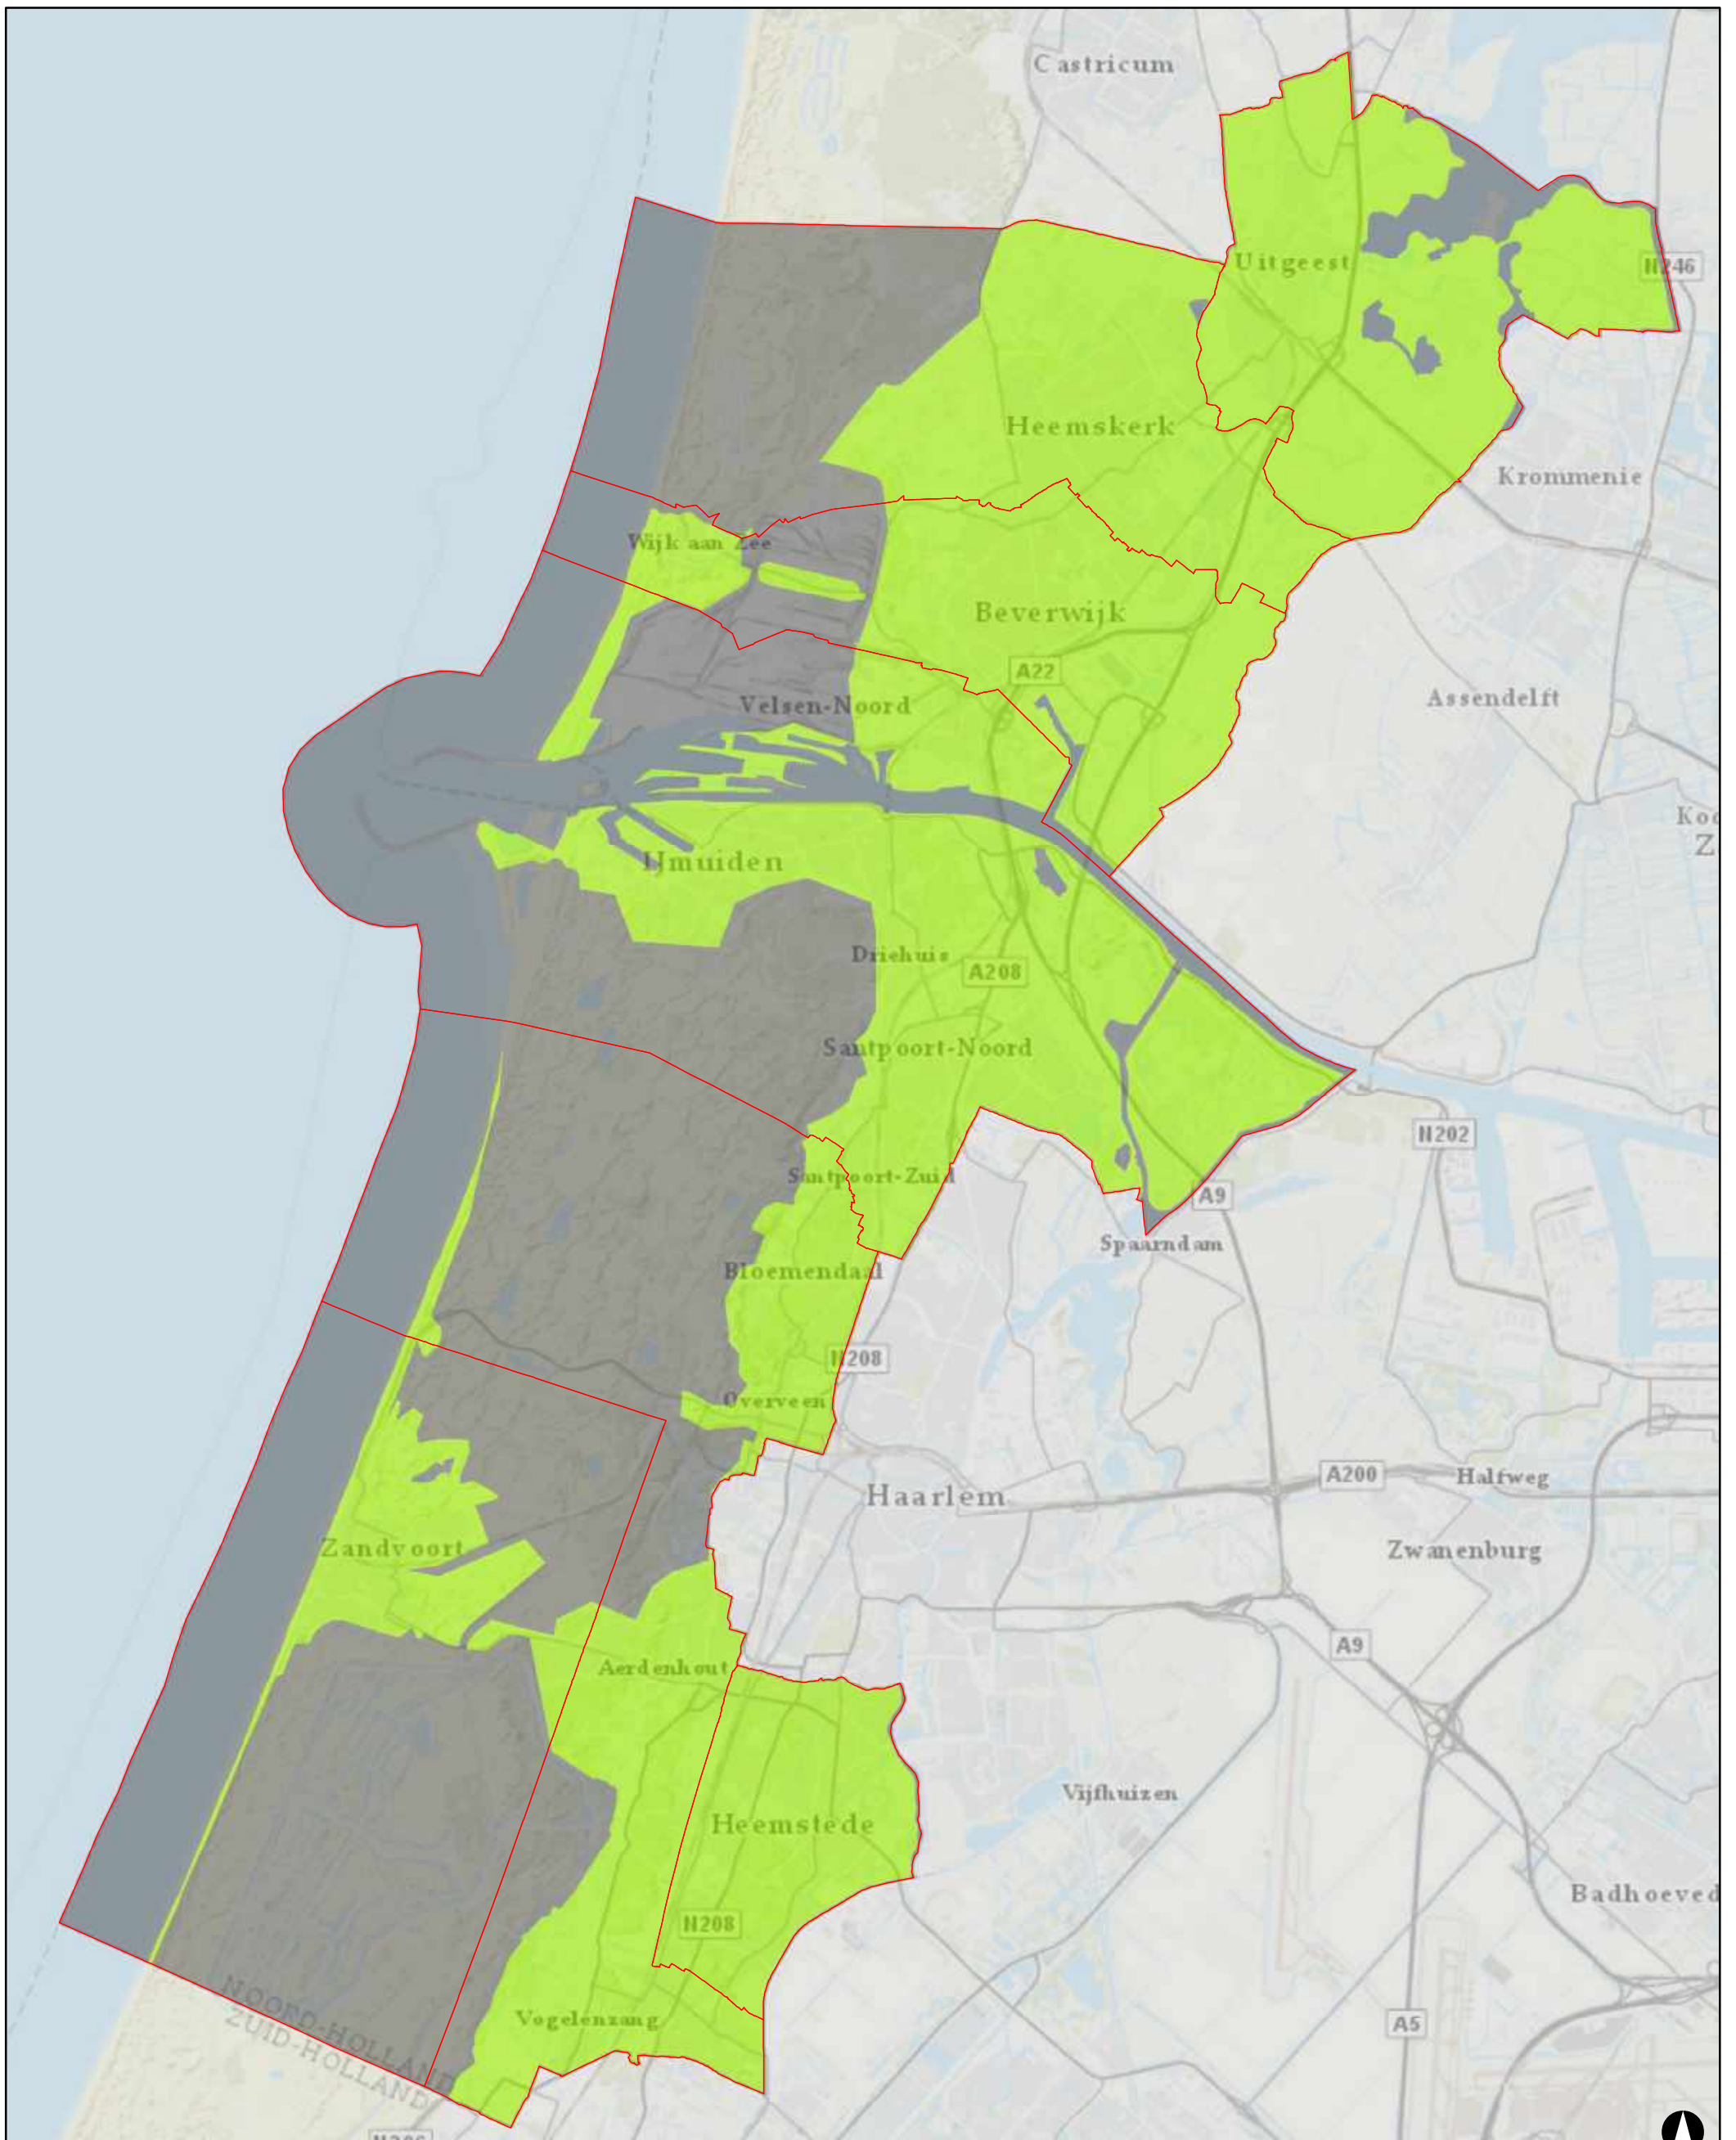 Castricum
Uitgeest
N246
Heemskerk
Krommenie
Wijk aan Zee
Beverwijk
A22
Assendelft
Velsen-Noord
Koo
Z
IJmuiden
Driehuis
A208
Santpoort-Noord
N202
Santpoort-Zuid
A9
Spaarndam
Bloemendaal
N208
Overveen
A200
Halfweg
Haarlem
Zandvoort
Zwanenburg
A9
Aerdenhout
Vijfhuizen
Heemstede
Badhoeved
N208
NOORD-HOLLAND
ZUID-HOLLAND
Vogelenzang
A5